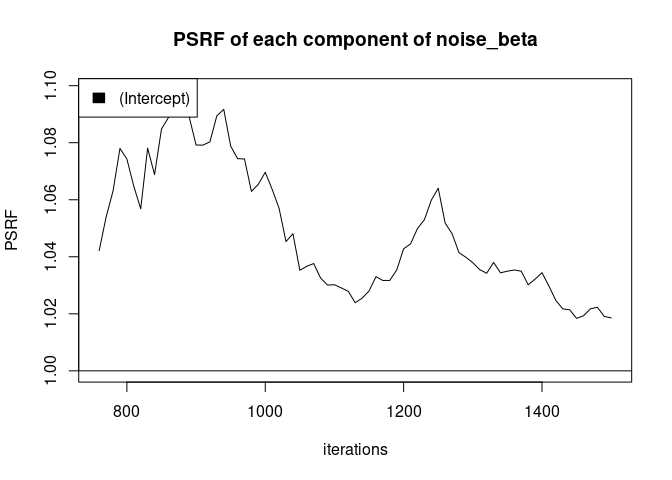 PSRF of each component of noise_beta
(Intercept)
PSRF
1.10
1.08
1.06
1.04
1.02
1.00
800 1000 1200 1400
iterations